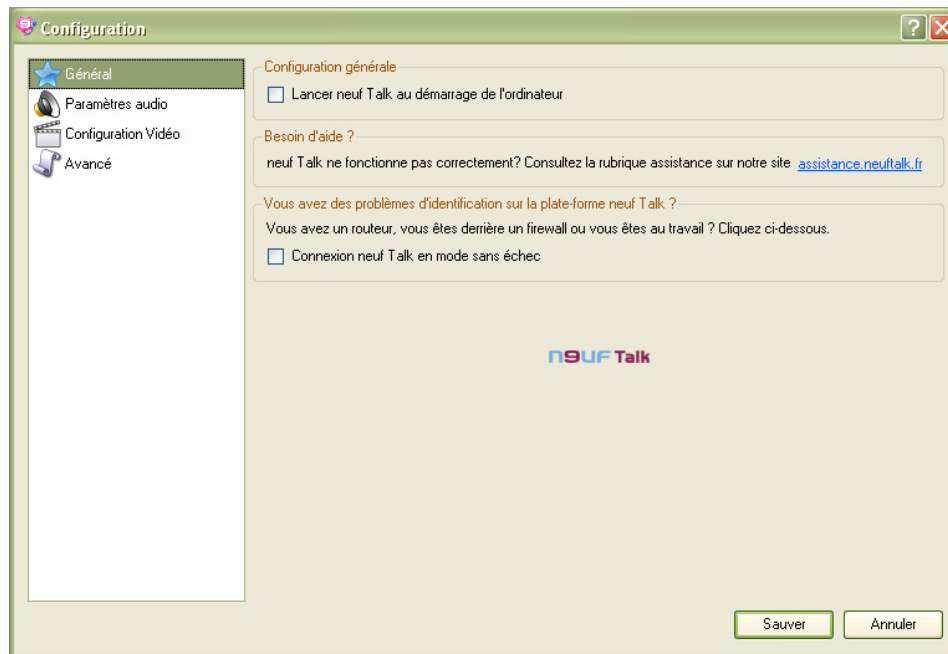 Configuration
Général
Paramètres audio
Configuration Vidéo
Avancé
Configuration générale
Lancer neuf Talk au démarrage de l'ordinateur
Besoin d'aide ?
neuf Talk ne fonctionne pas correctement? Consultez la rubrique assistance sur notre site assistance.neuftalk.fr
Vous avez des problèmes d'identification sur la plate-forme neuf Talk ?
Vous avez un routeur, vous êtes derrière un firewall ou vous êtes au travail ? Cliquez ci-dessous.
Connexion neuf Talk en mode sans échec
n9uf Talk
Sauver
Annuler